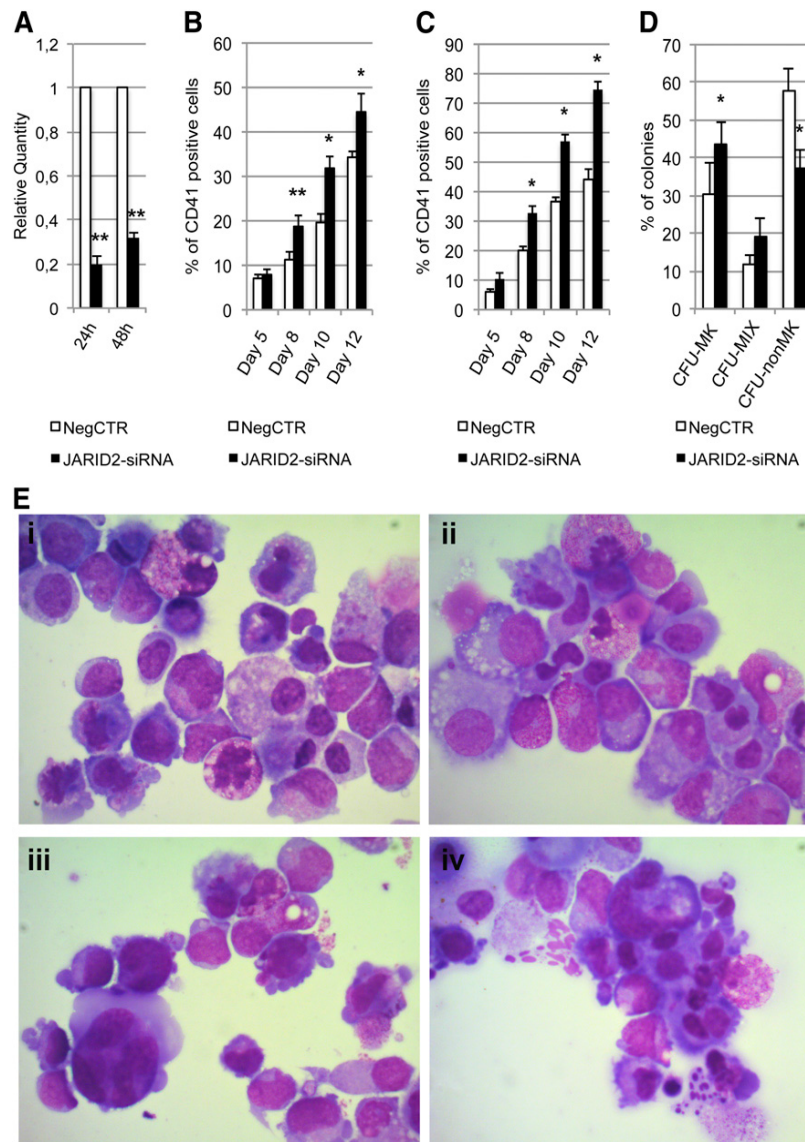 A
Relative Quantity
1,2
1
0,8
0,6
0,4
0,2
0
**
**
24h
48h
NegCTR
JARID2-siRNA
B
% of CD41 positive cells
60
50
40
30
20
10
0
**
*
*
Day 5
Day 8
Day 10
Day 12
NegCTR
JARID2-siRNA
C
% of CD41 positive cells
90
80
70
60
50
40
30
20
10
0
*
*
*
Day 5
Day 8
Day 10
Day 12
NegCTR
JARID2-siRNA
D
% of colonies
70
60
50
40
30
20
10
0
*
*
CFU-MK
CFU-MIX
CFU-nonMK
NegCTR
JARID2-siRNA
E
i
ii
iii
iv